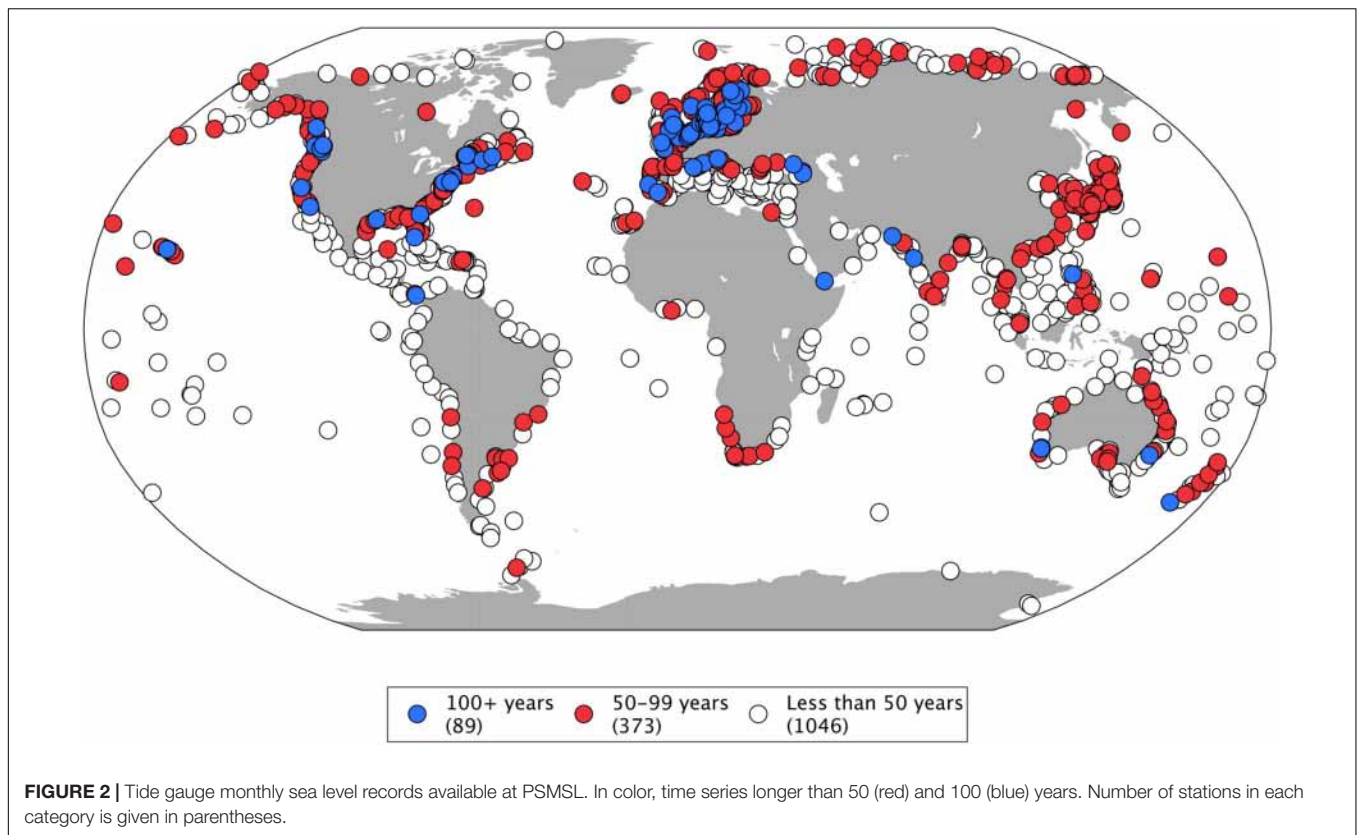 100+ years 50–99 years Less than 50 years
(89) (373) (1046)
FIGURE 2 | Tide gauge monthly sea level records available at PSMSL. In color, time series longer than 50 (red) and 100 (blue) years. Number of stations in each
category is given in parentheses.